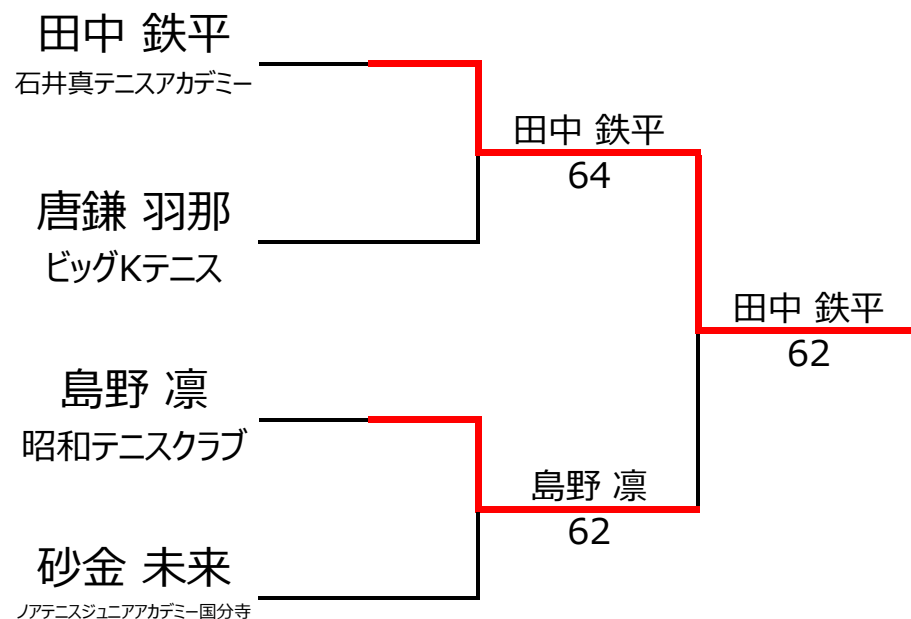 田中 鉄平
石井真テニスアカデミー
田中 鉄平
64
唐鎌 羽那
ビッグKテニス
田中 鉄平
62
島野 凛
昭和テニスクラブ
島野 凛
62
砂金 未来
ノアテニスジュニアアカデミー国分寺